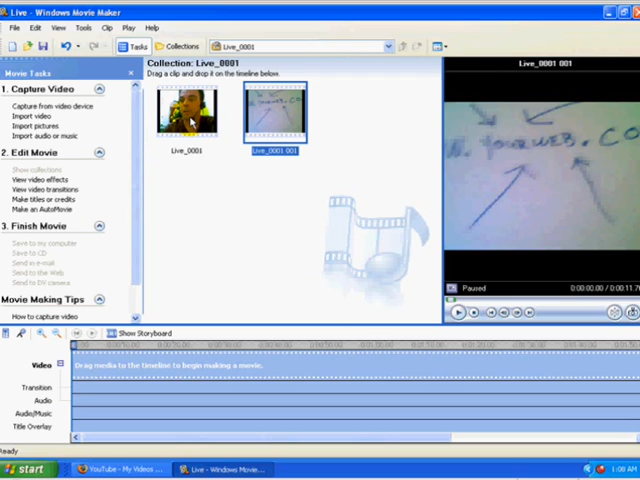 Live - Windows Movie Maker
File Edit View Tools Clip Play Help
Tasks Collections Live_0001
Movie Tasks
1. Capture Video
Capture from video device
Import video
Import pictures
Import audio or music
2. Edit Movie
Show collections
View video effects
View video transitions
Make titles or credits
Make an AutoMovie
3. Finish Movie
Save to my computer
Save to CD
Send in e-mail
Send to the Web
Send to DV camera
Movie Making Tips
How to capture video
Collection: Live_0001
Drag a clip and drop it on the timeline below.
Live_0001
Live_0001 001
Live_0001 001
W. YOURWEB.CO
Paused 0:00:00.00 / 0:00:11.7
Show Storyboard
Video
Drag media to the timeline to begin making a movie.
Transition
Audio
Audio/Music
Title Overlay
Ready
start
YouTube - My Videos ...
Live - Windows Movie...
1:08 AM